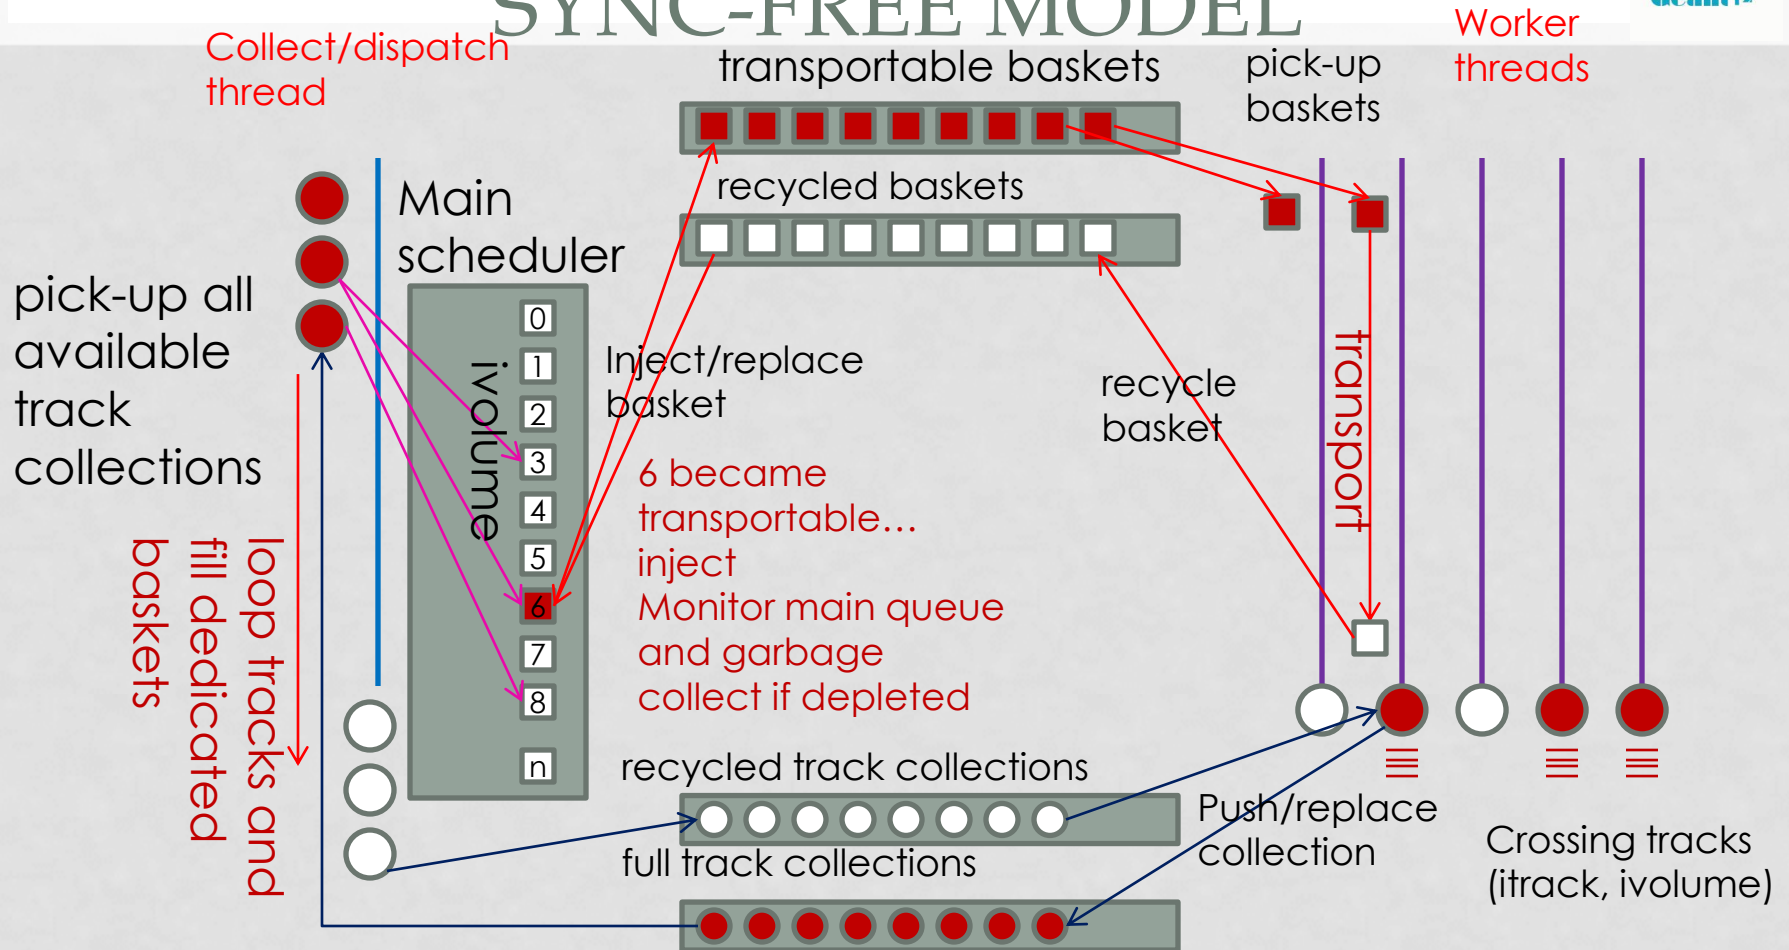 SYNC-FREE MODEL
Collect/dispatch
thread
transportable baskets
pick-up
baskets
Worker
threads
recycled baskets
Main
scheduler
pick-up all
available
track
collections
ivolume
0
1
2
3
4
5
6
7
8
n
Inject/replace
basket
recycle
basket
transport
6 became
transportable…
inject
Monitor main queue
and garbage
collect if depleted
loop tracks and
fill dedicated
baskets
recycled track collections
full track collections
Push/replace
collection
Crossing tracks
(itrack, ivolume)